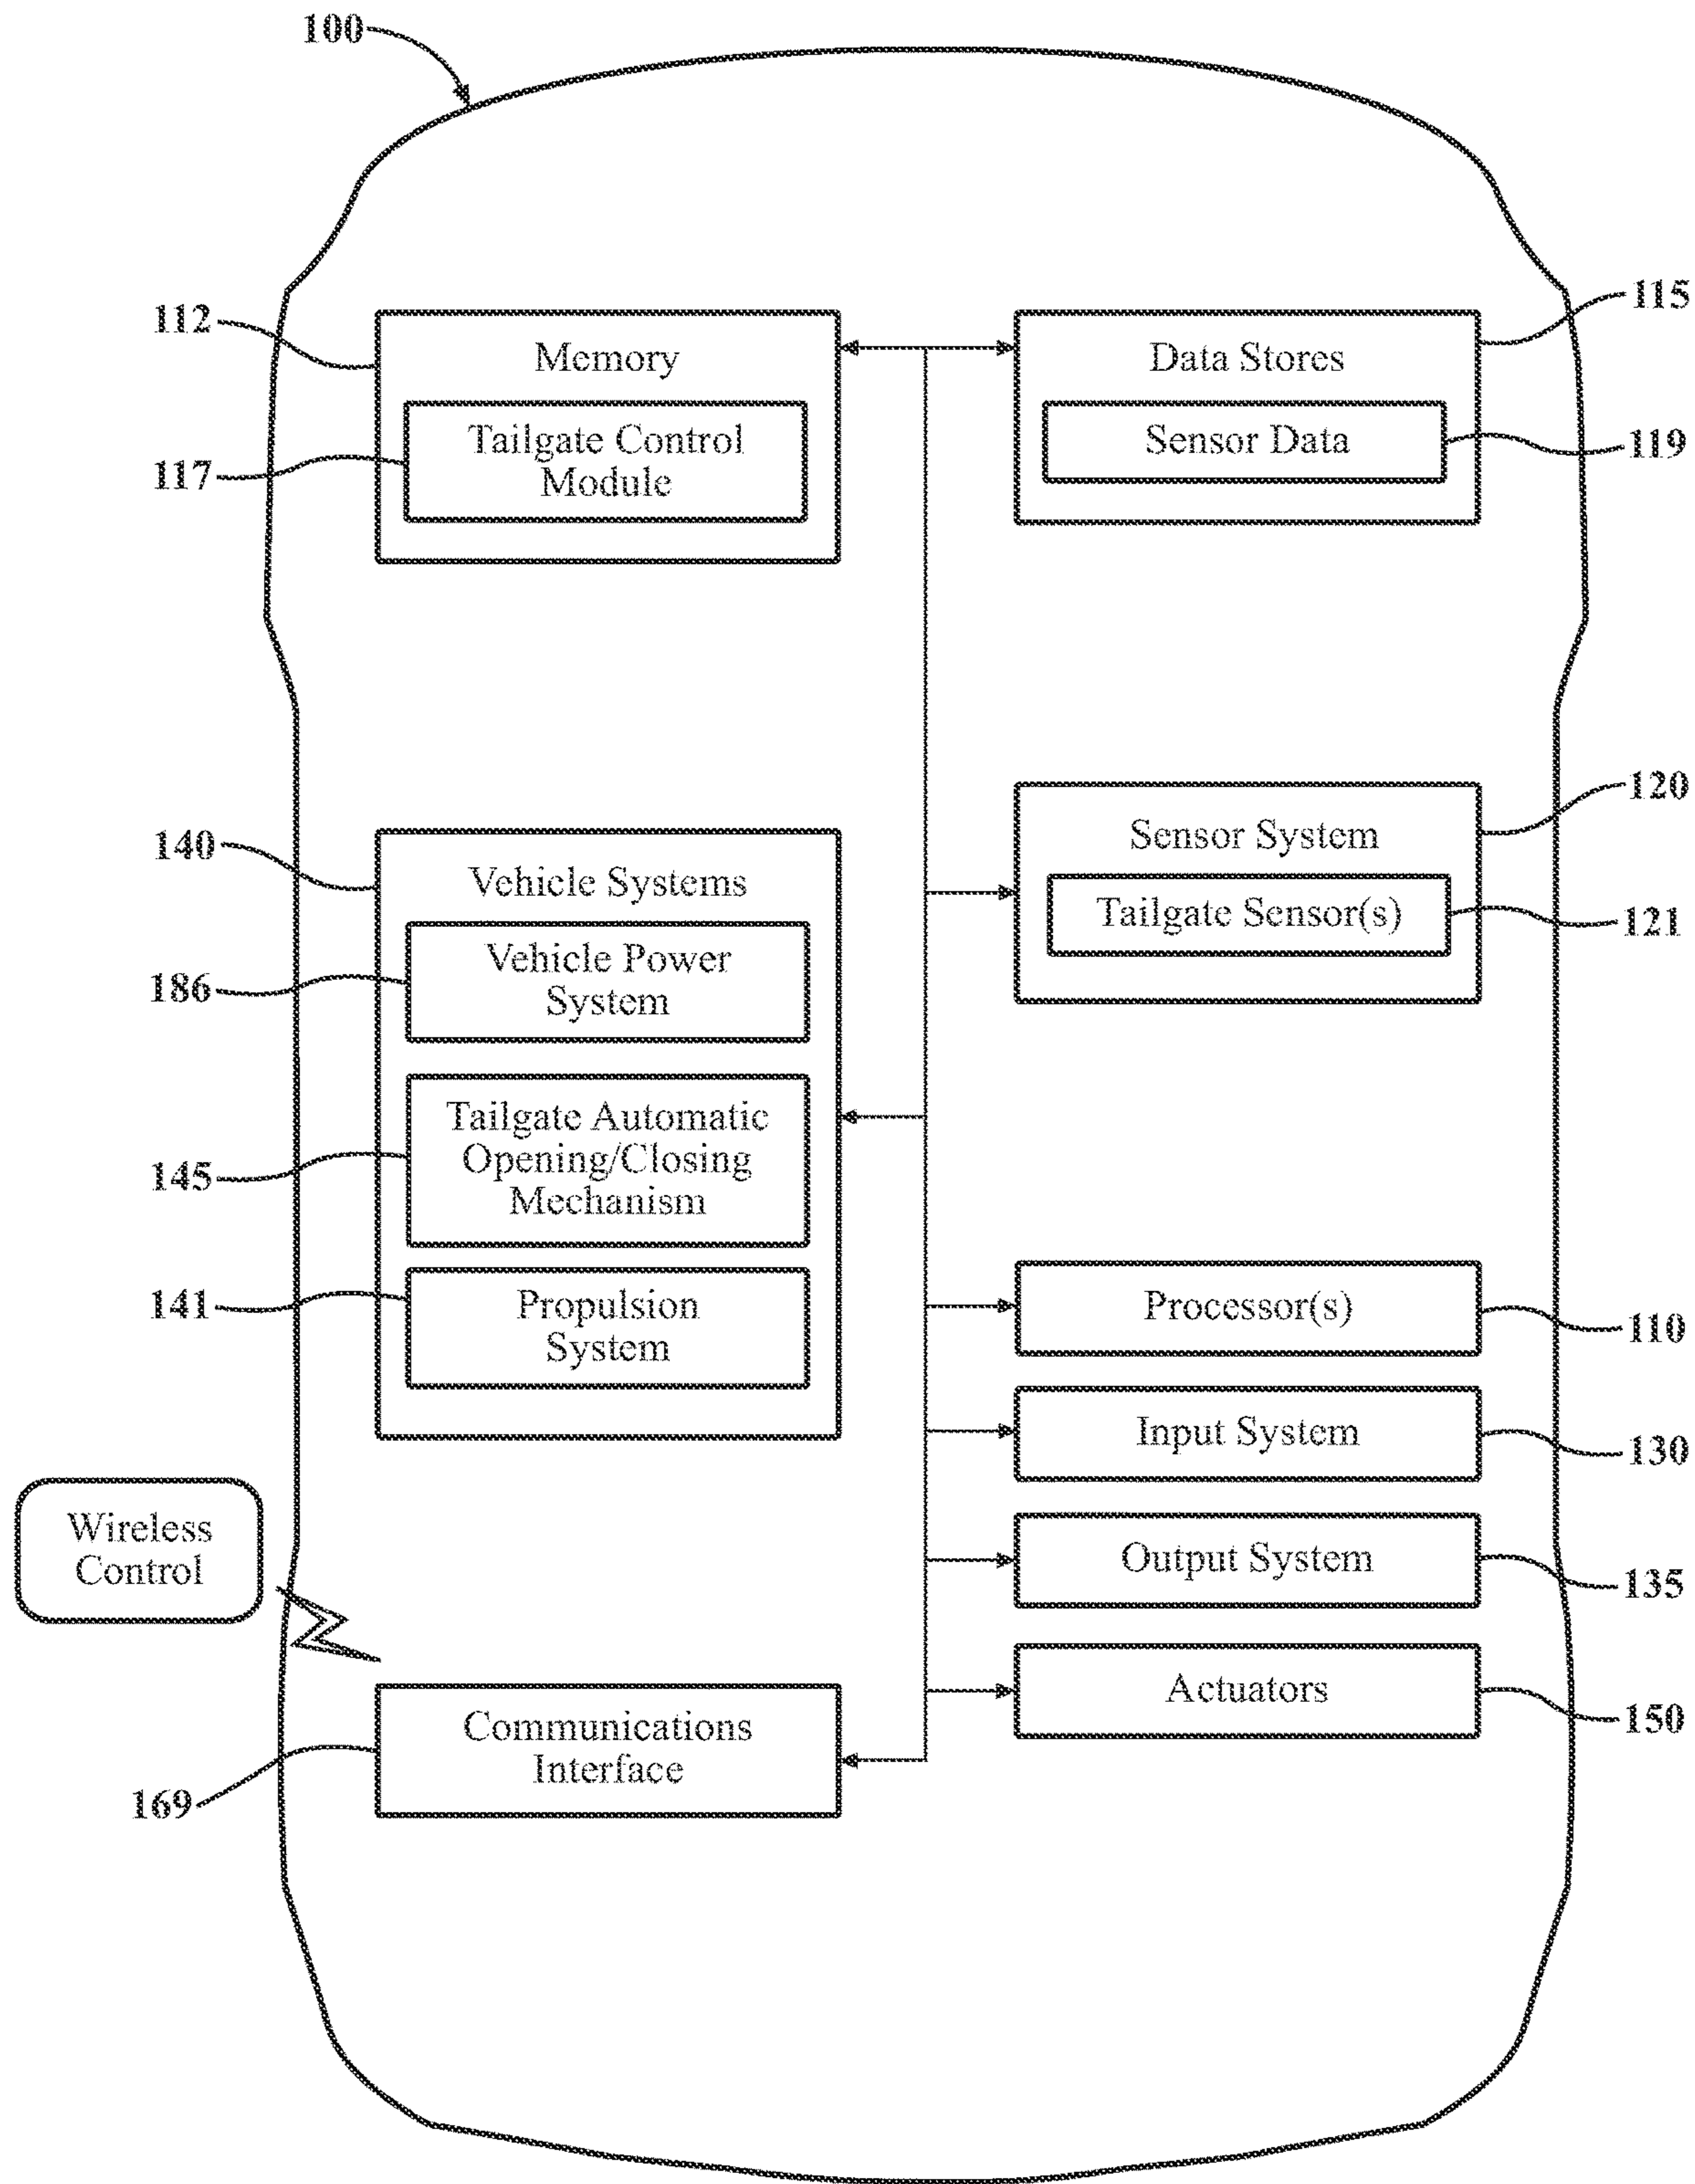 100
112
Memory
117
Tailgate Control
Module
115
Data Stores
119
Sensor Data
140
Vehicle Systems
186
Vehicle Power
System
145
Tailgate Automatic
Opening/Closing
Mechanism
141
Propulsion
System
120
Sensor System
121
Tailgate Sensor(s)
Processor(s)
110
Input System
130
Output System
135
Actuators
150
Wireless
Control
Communications
Interface
169